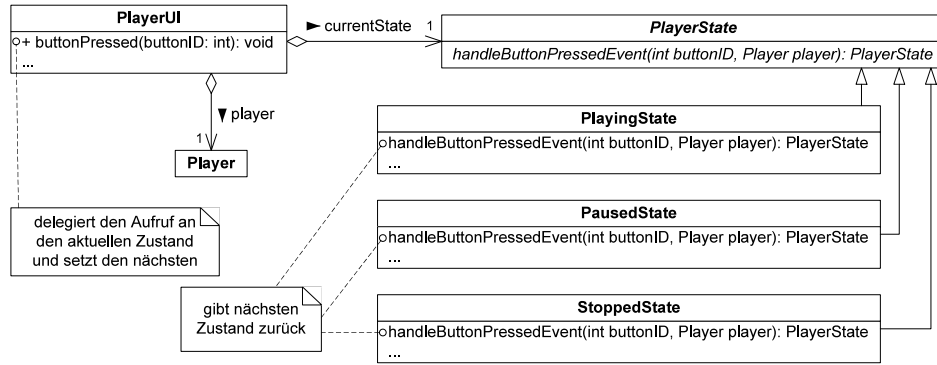 PlayerUI
+ buttonPressed(buttonID: int): void
...
currentState
1
PlayerState
handleButtonPressedEvent(int buttonID, Player player): PlayerState
player
1
Player
PlayingState
handleButtonPressedEvent(int buttonID, Player player): PlayerState
...
delegiert den Aufruf an
den aktuellen Zustand
und setzt den nächsten
PausedState
handleButtonPressedEvent(int buttonID, Player player): PlayerState
...
gibt nächsten
Zustand zurück
StoppedState
handleButtonPressedEvent(int buttonID, Player player): PlayerState
...